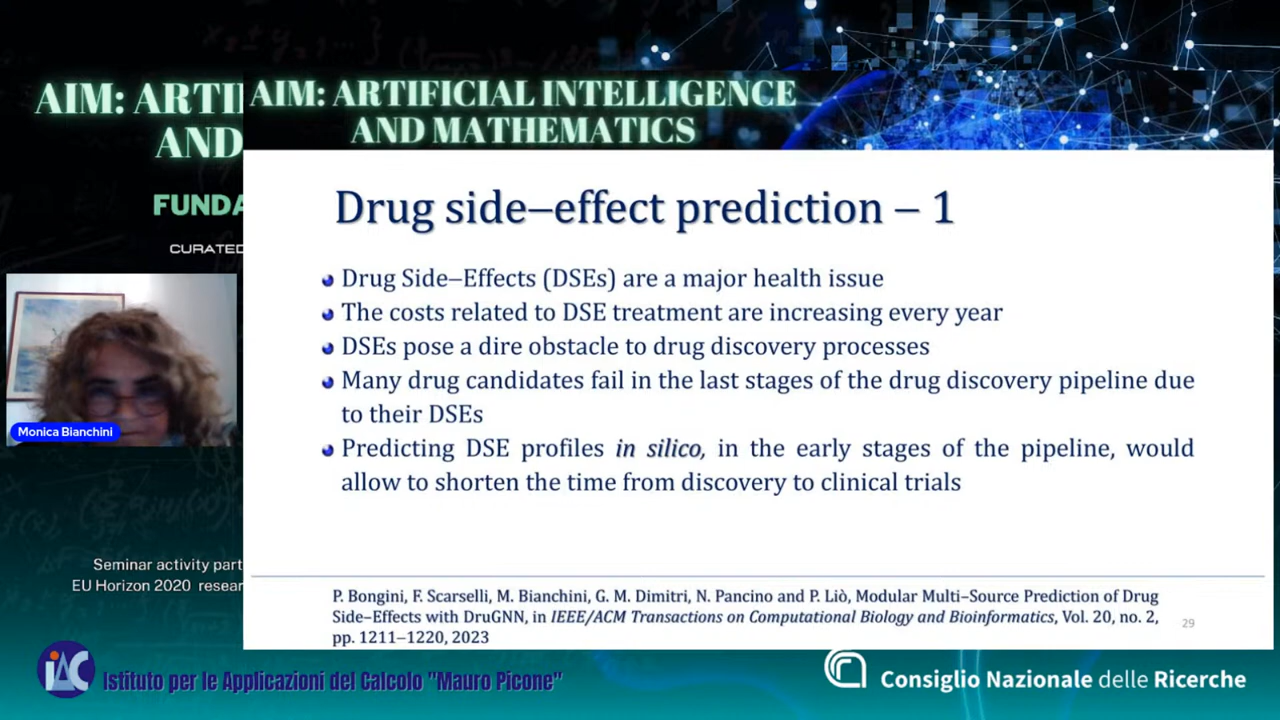 AIM: ARTI
AND
FUNDA
CURATED
AIM: ARTIFICIAL INTELLIGENCE
AND MATHEMATICS
Drug side–effect prediction – 1
Drug Side–Effects (DSEs) are a major health issue
The costs related to DSE treatment are increasing every year
DSEs pose a dire obstacle to drug discovery processes
Many drug candidates fail in the last stages of the drug discovery pipeline due
to their DSEs
Predicting DSE profiles in silico, in the early stages of the pipeline, would
allow to shorten the time from discovery to clinical trials
P. Bongini, F. Scarselli, M. Bianchini, G. M. Dimitri, N. Pancino and P. Liò, Modular Multi–Source Prediction of Drug
Side–Effects with DruGNN, in IEEE/ACM Transactions on Computational Biology and Bioinformatics, Vol. 20, no. 2,
pp. 1211–1220, 2023
29
Monica Bianchini
Seminar activity part
EU Horizon 2020 resear
IAC
Istituto per le Applicazioni del Calcolo "Mauro Picone"
Consiglio Nazionale delle Ricerche